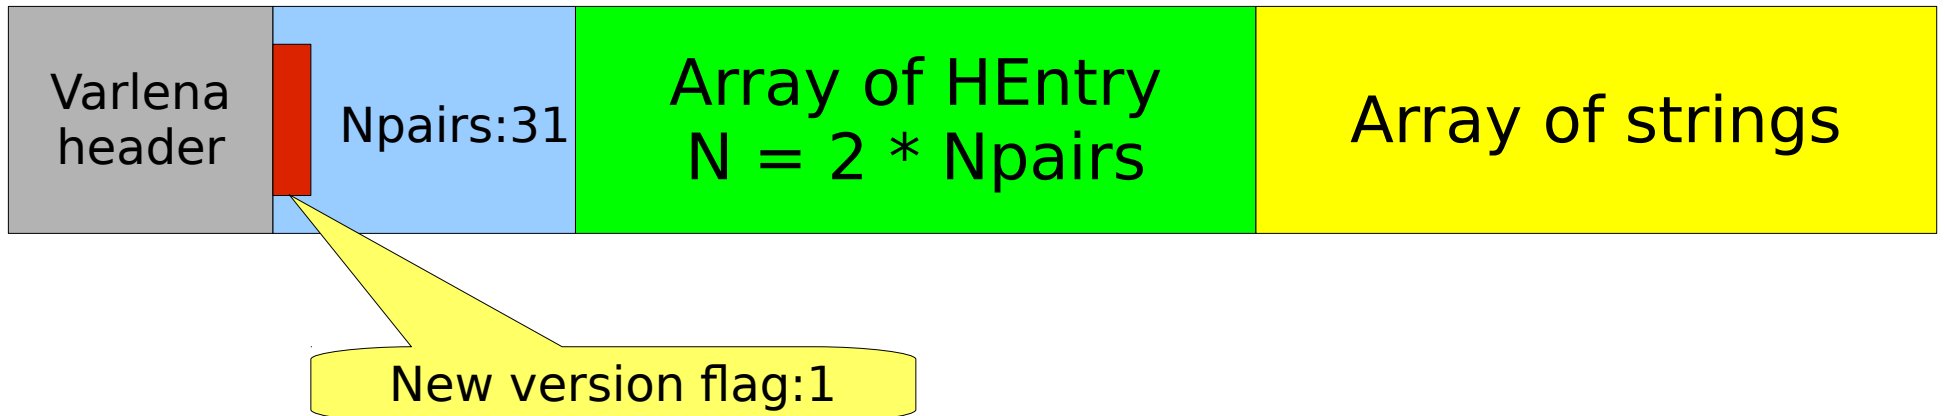 Varlena
header
Npairs:31
Array of HEntry
N = 2 * Npairs
Array of strings
New version flag:1